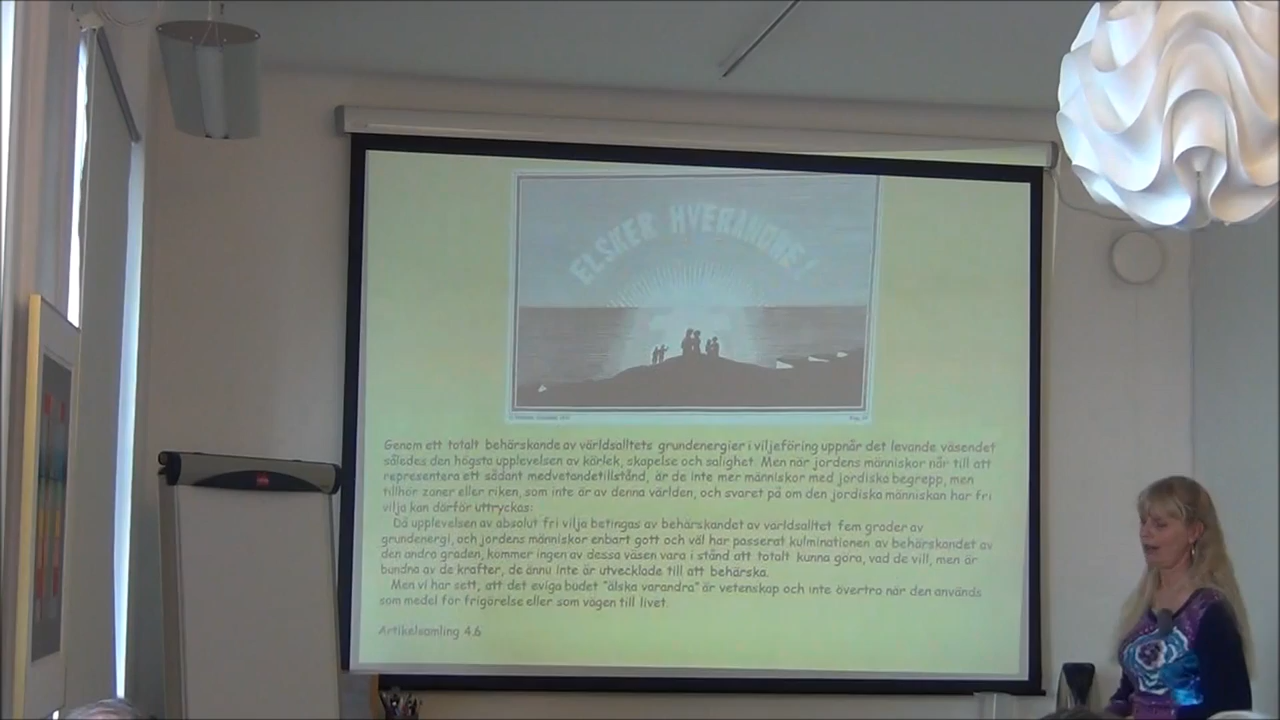 ELSKER HVERANDRE!
Genom ett totalt behärskande av världsalltets grundenergier i viljeföring uppnår det levande väsendet
således den högsta upplevelsen av kärlek, skapelse och salighet. Men när jordens människor når till att
representera ett sådant medvetandetillstånd, är de inte mer människor med jordiska begrepp, men
tillhör zoner eller riken, som inte är av denna världen, och svaret på om den jordiska människan har fri
vilja kan därför uttryckas:
Då upplevelsen av absolut fri vilja betingas av behärskandet av världsalltet fem grader av
grundenergi, och jordens människor enbart gott och väl har passerat kulminationen av behärskandet av
den andra graden, kommer ingen av dessa väsen vara i stånd att totalt kunna göra, vad de vill, men är
bundna av de krafter, de ännu inte är utvecklade till att behärska.
Men vi har sett, att det eviga budet "älska varandra" är vetenskap och inte övertro när den används
som medel för frigörelse eller som vägen till livet.
Artikelsamling 4.6